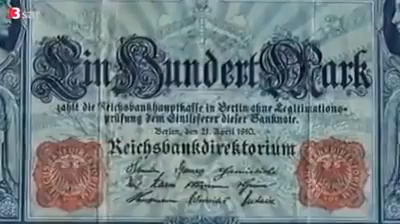 3sat
Ein Hundert Mark
zahlt die Reichsbankhauptkasse in Berlin ohne Legitimations-
prüfung dem Einlieferer dieser Banknote.
Berlin, den 21. April 1910.
Reichsbankdirektorium